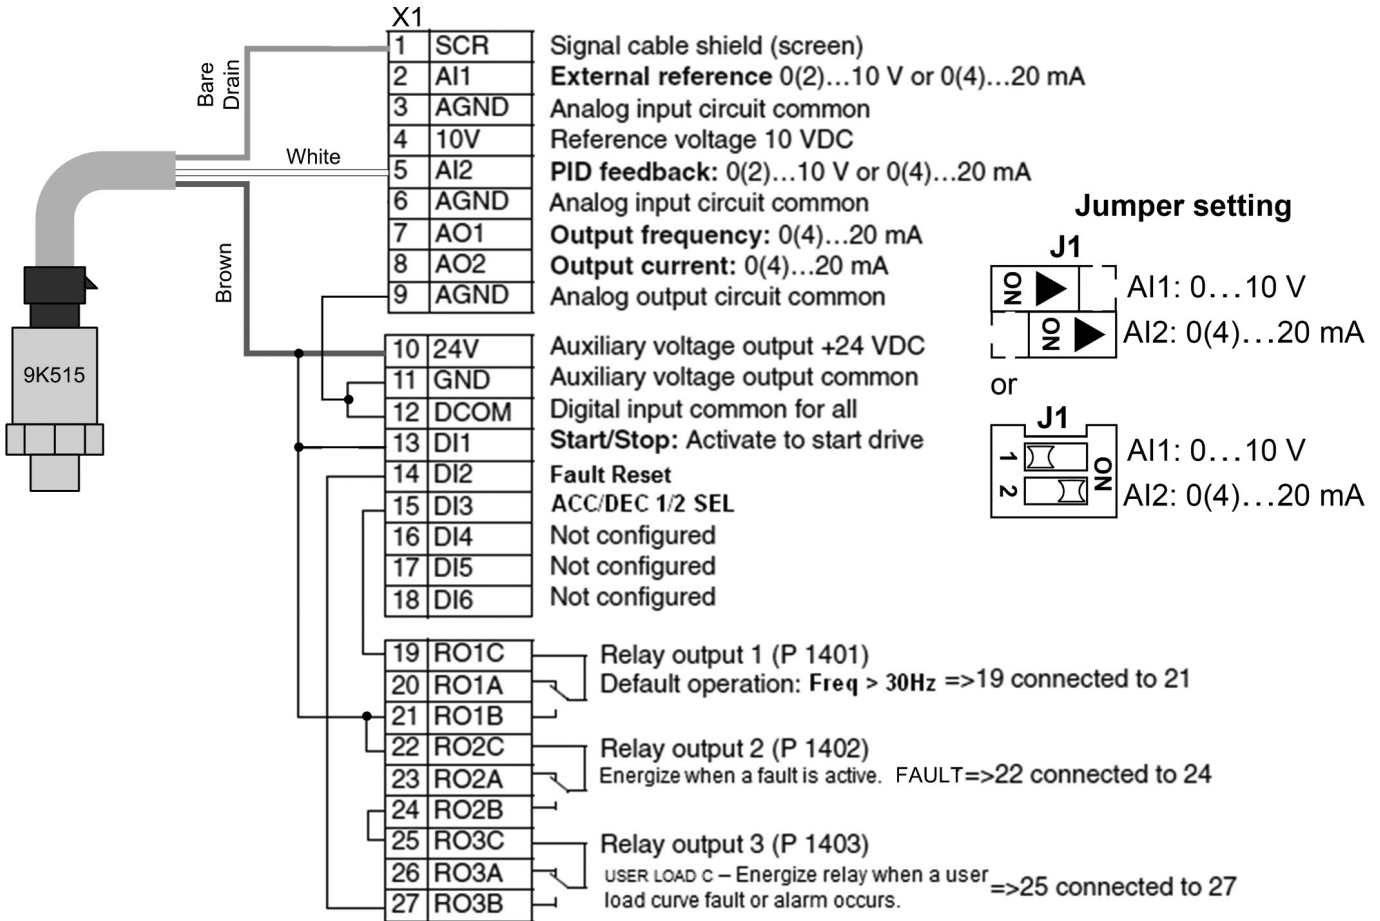 X1
1 SCR Signal cable shield (screen)
2 AI1 External reference 0(2)...10 V or 0(4)...20 mA
3 AGND Analog input circuit common
4 10V Reference voltage 10 VDC
5 AI2 PID feedback: 0(2)...10 V or 0(4)...20 mA
6 AGND Analog input circuit common
7 AO1 Output frequency: 0(4)...20 mA
8 AO2 Output current: 0(4)...20 mA
9 AGND Analog output circuit common
10 24V Auxiliary voltage output +24 VDC
11 GND Auxiliary voltage output common
12 DCOM Digital input common for all
13 DI1 Start/Stop: Activate to start drive
14 DI2 Fault Reset
15 DI3 ACC/DEC 1/2 SEL
16 DI4 Not configured
17 DI5 Not configured
18 DI6 Not configured
19 RO1C Relay output 1 (P 1401)
20 RO1A Default operation: Freq > 30Hz =>19 connected to 21
21 RO1B
22 RO2C Relay output 2 (P 1402)
23 RO2A Energize when a fault is active. FAULT=>22 connected to 24
24 RO2B
25 RO3C Relay output 3 (P 1403)
26 RO3A USER LOAD C – Energize relay when a user
27 RO3B load curve fault or alarm occurs.
=>25 connected to 27
Bare
Drain
White
Brown
9K515
Jumper setting
J1
ON AI1: 0...10 V
ON AI2: 0(4)...20 mA
or
J1
1 AI1: 0...10 V
ON
2 AI2: 0(4)...20 mA